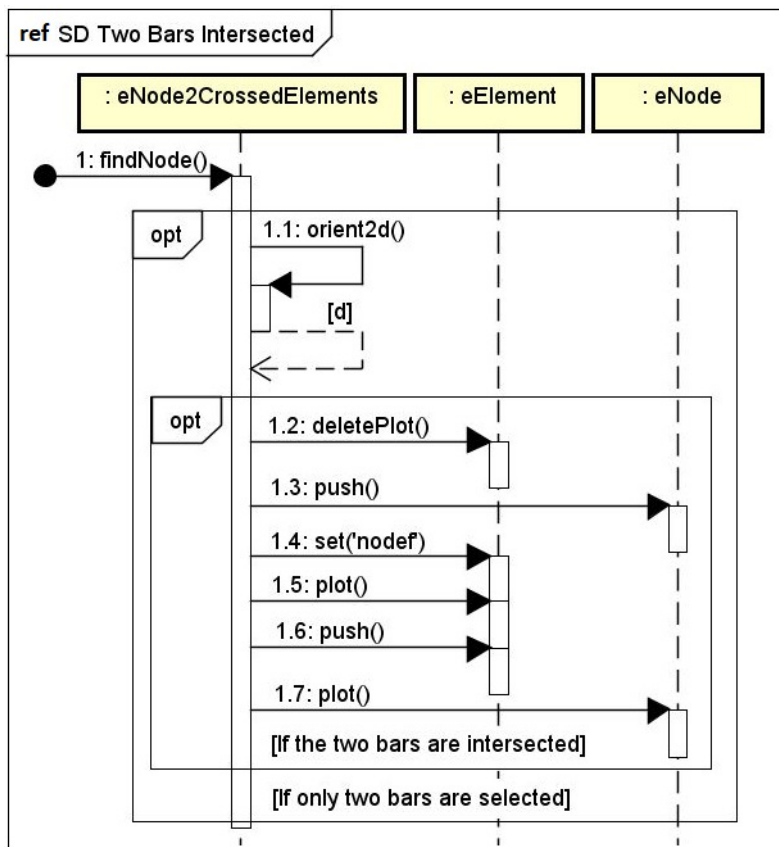 ref SD Two Bars Intersected
: eNode2CrossedElements
: eElement
: eNode
1: findNode()
opt
1.1: orient2d()
[d]
opt
1.2: deletePlot()
1.3: push()
1.4: set('nodef')
1.5: plot()
1.6: push()
1.7: plot()
[If the two bars are intersected]
[If only two bars are selected]